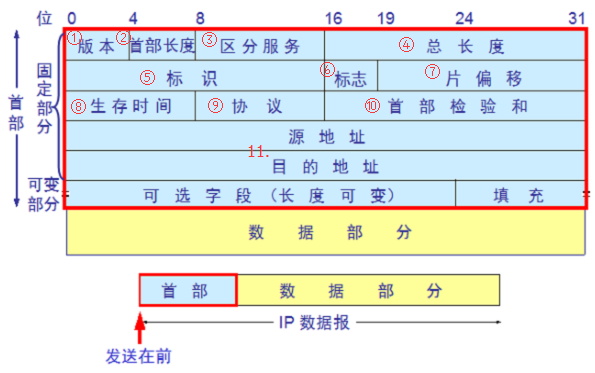 位 0 4 8 16 19 24 31
①版本 ②首部长度 ③区分服务 ④总长度
⑤标识 ⑥标志 ⑦片偏移
⑧生存时间 ⑨协议 ⑩首部检验和
源地址
11.
目的地址
可选字段（长度可变） 填充
数据部分
首部
固定部分
可变部分
首部 数据部分
IP 数据报
发送在前